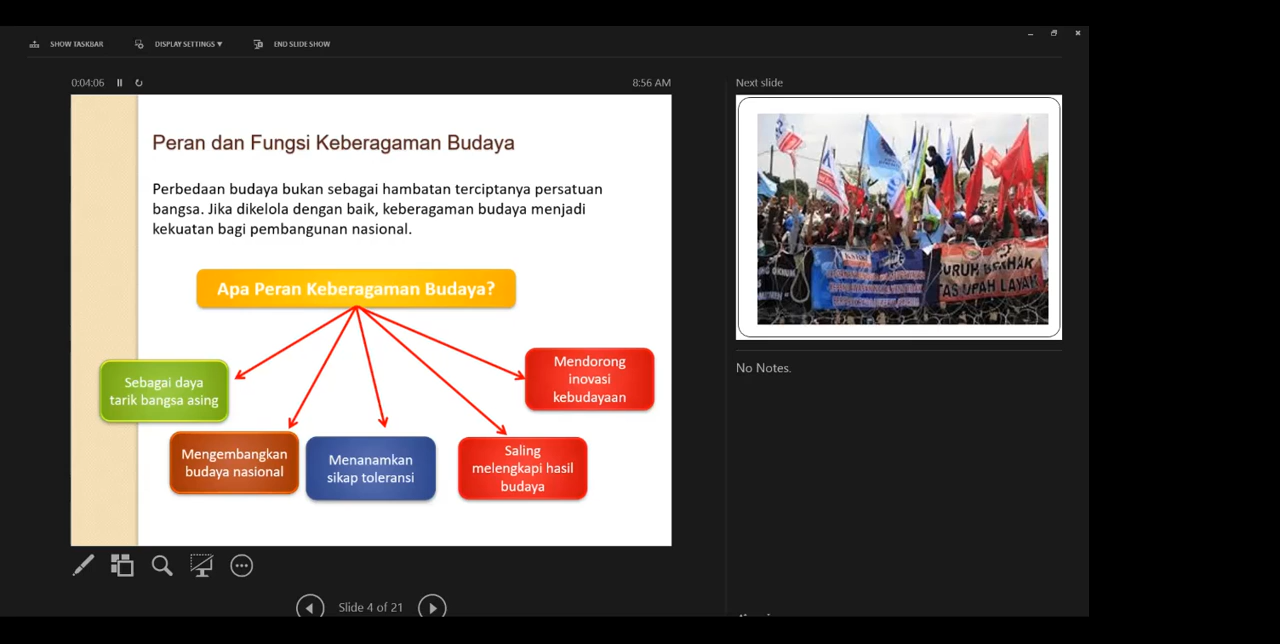 SHOW TASKBAR
DISPLAY SETTINGS ▼
END SLIDE SHOW
0:04:06
8:56 AM
Peran dan Fungsi Keberagaman Budaya
Perbedaan budaya bukan sebagai hambatan terciptanya persatuan
bangsa. Jika dikelola dengan baik, keberagaman budaya menjadi
kekuatan bagi pembangunan nasional.
Apa Peran Keberagaman Budaya?
Sebagai daya
tarik bangsa asing
Mengembangkan
budaya nasional
Menanamkan
sikap toleransi
Saling
melengkapi hasil
budaya
Mendorong
inovasi
kebudayaan
Slide 4 of 21
Next slide
URUH BERHAK
TAS UPAH LAYAK
No Notes.